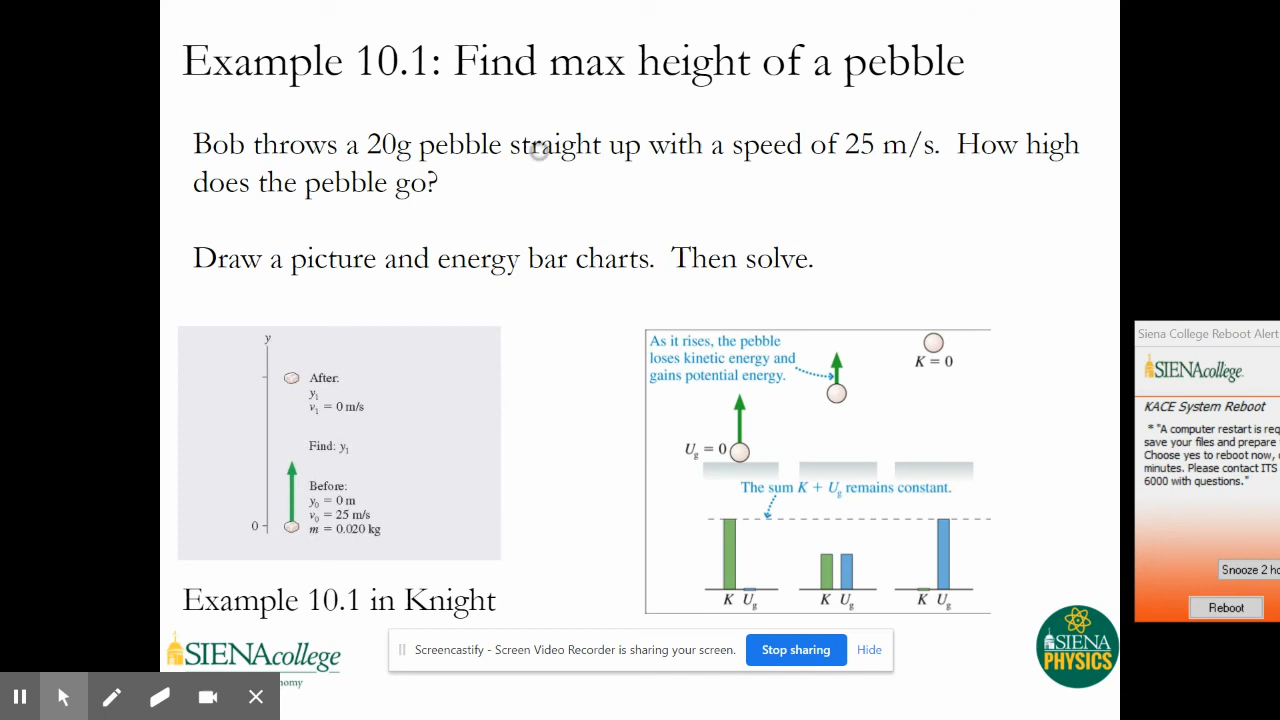 Example 10.1: Find max height of a pebble
Bob throws a 20g pebble straight up with a speed of 25 m/s. How high
does the pebble go?
Draw a picture and energy bar charts. Then solve.
y
After:
y₁
v₁ = 0 m/s
Find: y₁
Before:
y₀ = 0 m
v₀ = 25 m/s
m = 0.020 kg
0
As it rises, the pebble
loses kinetic energy and
gains potential energy.
K = 0
Ug = 0
The sum K + Ug remains constant.
K Ug
K Ug
K Ug
Example 10.1 in Knight
SIENAcollege
nomy
SIENA
PHYSICS
Screencastify - Screen Video Recorder is sharing your screen.
Stop sharing
Hide
Siena College Reboot Alert
SIENAcollege.
KACE System Reboot
* "A computer restart is req
save your files and prepare
Choose yes to reboot now,
minutes. Please contact ITS
6000 with questions."
Snooze 2 ho
Reboot